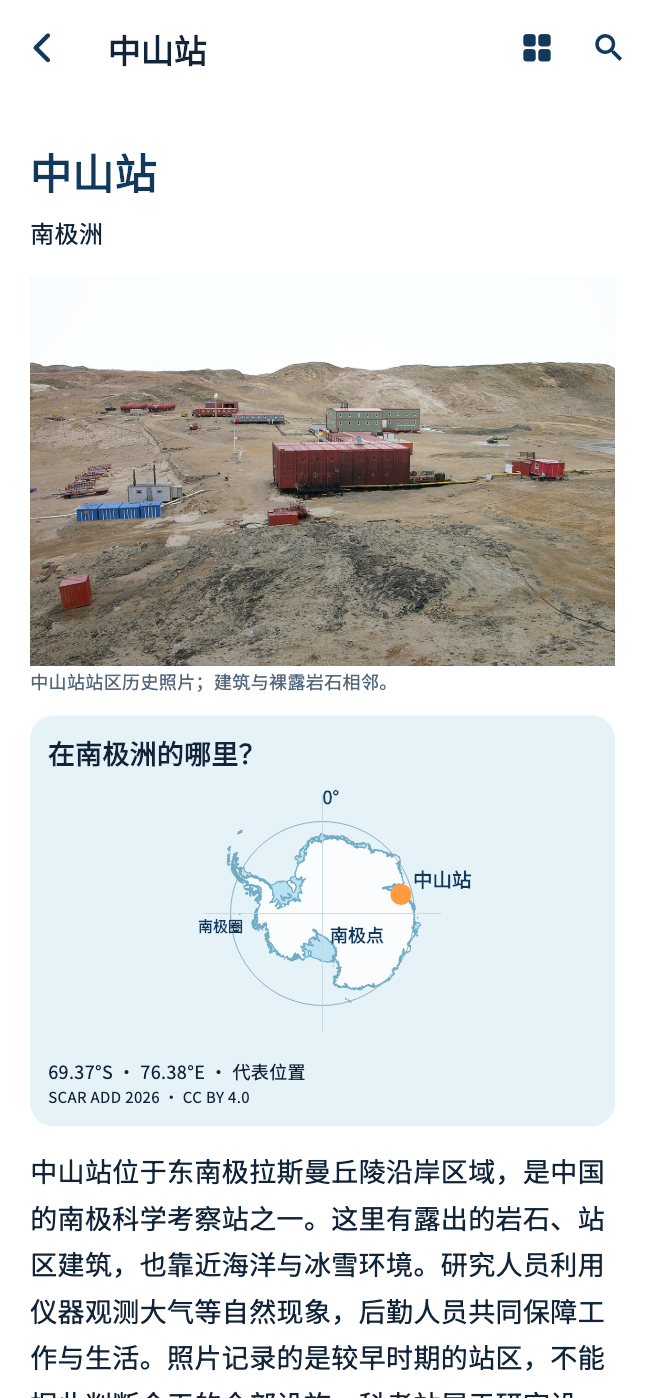 中山站
中山站
南极洲
中山站站区历史照片；建筑与裸露岩石相邻。
在南极洲的哪里？
0°
中山站
南极圈
南极点
69.37°S • 76.38°E • 代表位置
SCAR ADD 2026 • CC BY 4.0
中山站位于东南极拉斯曼丘陵沿岸区域，是中国
的南极科学考察站之一。这里有露出的岩石、站
区建筑，也靠近海洋与冰雪环境。研究人员利用
仪器观测大气等自然现象，后勤人员共同保障工
作与生活。照片记录的是较早时期的站区，不能